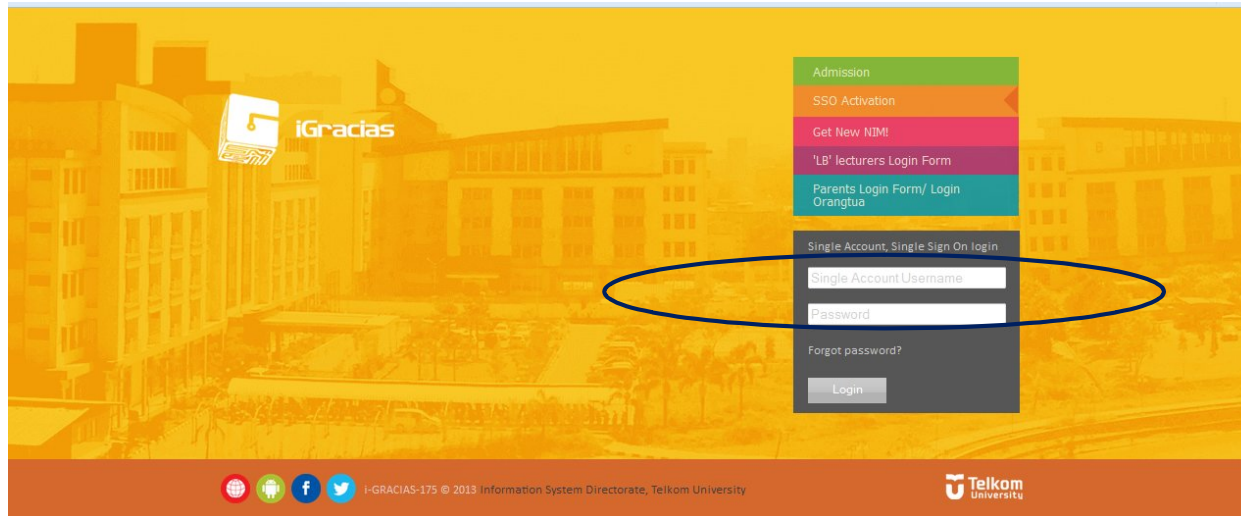 iGracias
Admission
SSO Activation
Get New NIM!
'LB' lecturers Login Form
Parents Login Form/ Login
Orangtua
Single Account, Single Sign On login
Single Account Username
Password
Forgot password?
Login
i-GRACIAS-175 © 2013 Information System Directorate, Telkom University
Telkom
University